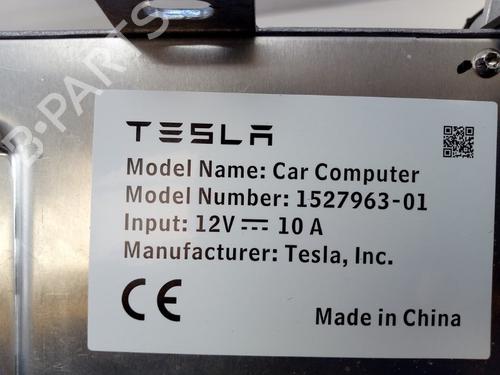 TESLA
Model Name: Car Computer
Model Number: 1527963-01
Input: 12V ⎓ 10 A
Manufacturer: Tesla, Inc.
CE
Made in China
B-PARTS